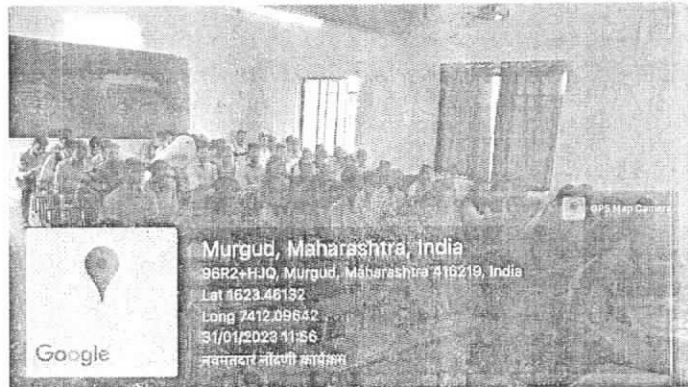 GPS Map Camera
Murgud, Maharashtra, India
96R2+HJQ, Murgud, Maharashtra 416219, India
Lat 1623.46132
Long 7412.09642
31/01/2023 11:56
नवमतदार नोंदणी कार्यक्रम
Google